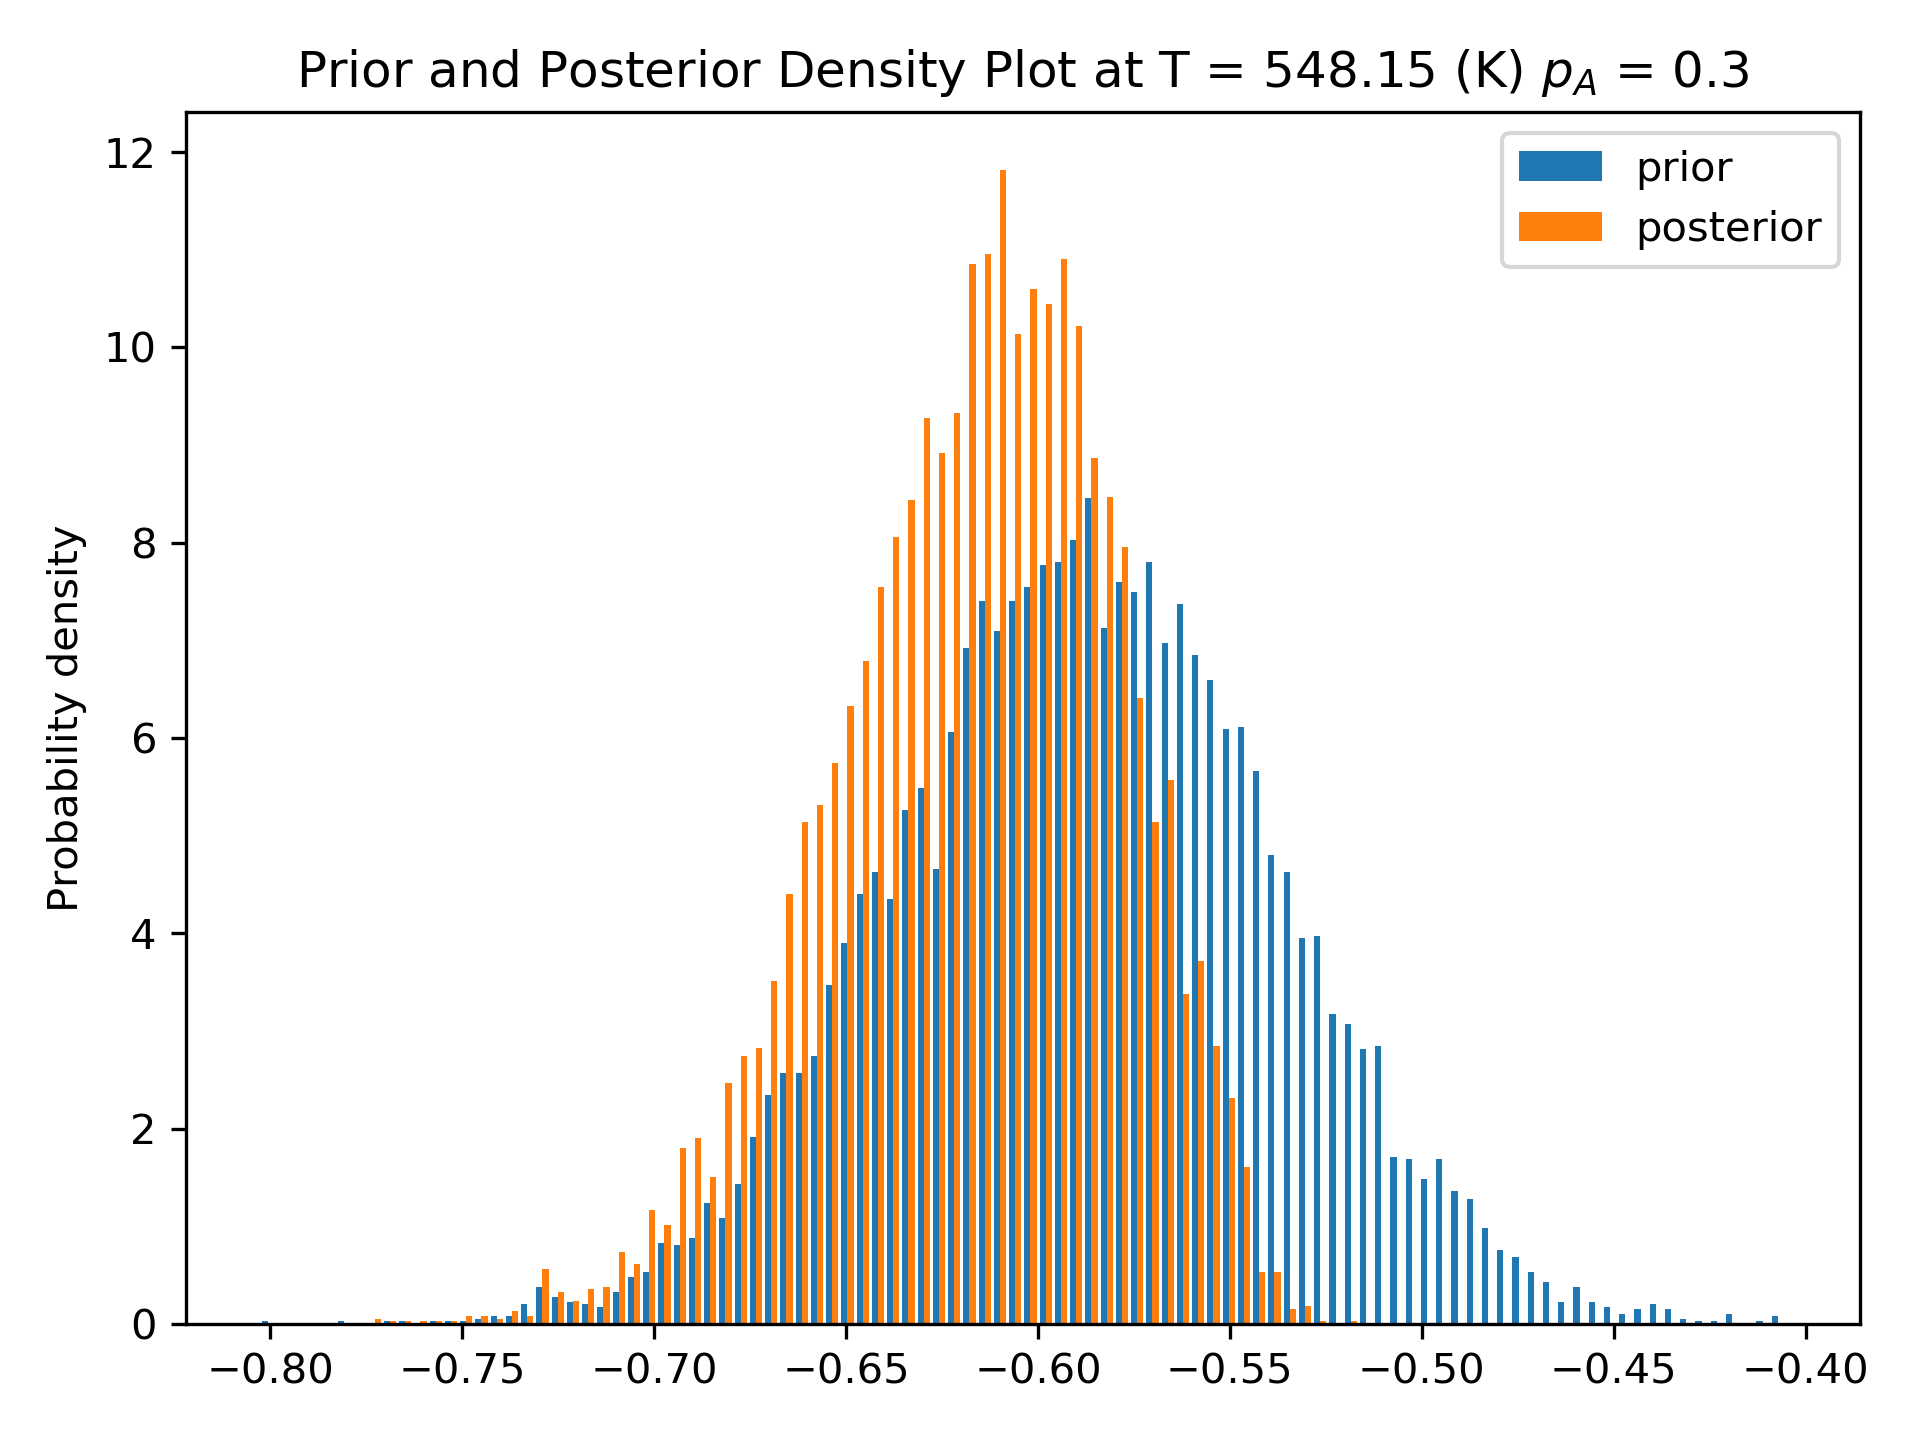 Prior and Posterior Density Plot at T = 548.15 (K) p_A = 0.3
prior
posterior
Probability density
12
10
8
6
4
2
0
−0.80 −0.75 −0.70 −0.65 −0.60 −0.55 −0.50 −0.45 −0.40